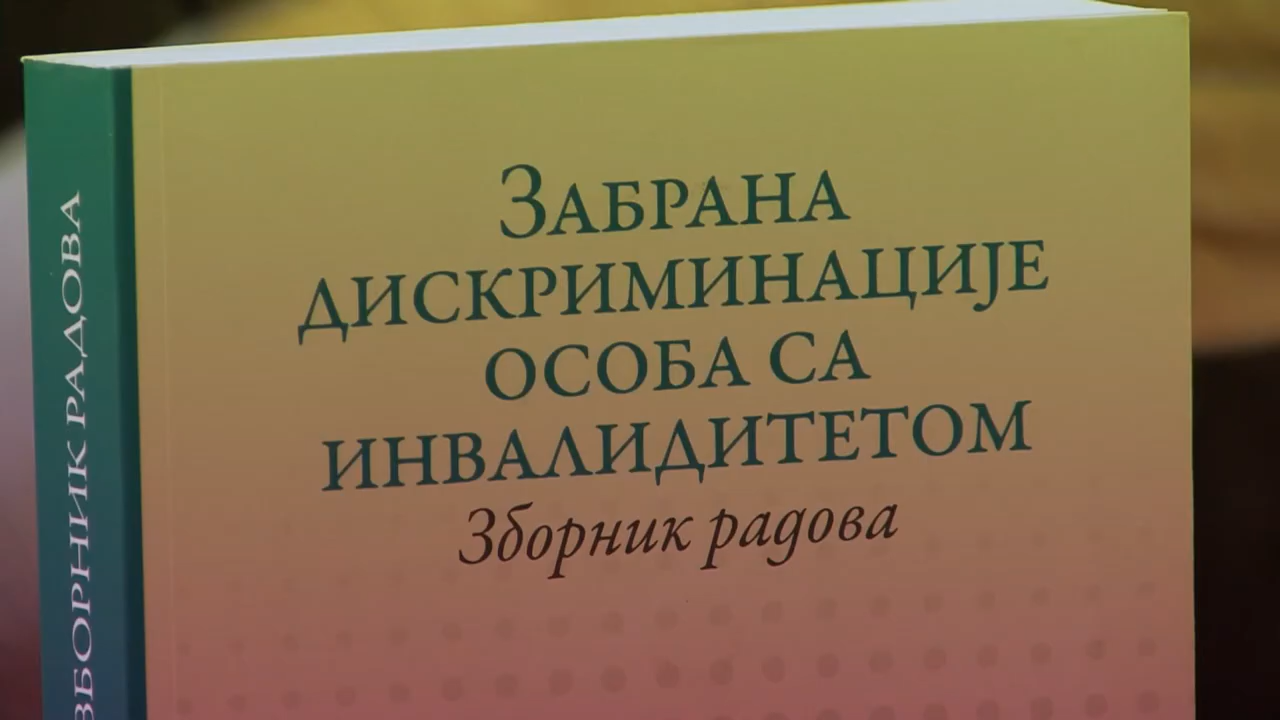 ЗАБРАНА
ДИСКРИМИНАЦИЈЕ
ОСОБА СА
ИНВАЛИДИТЕТОМ
Зборник радова
ЗБОРНИК РАДОВА